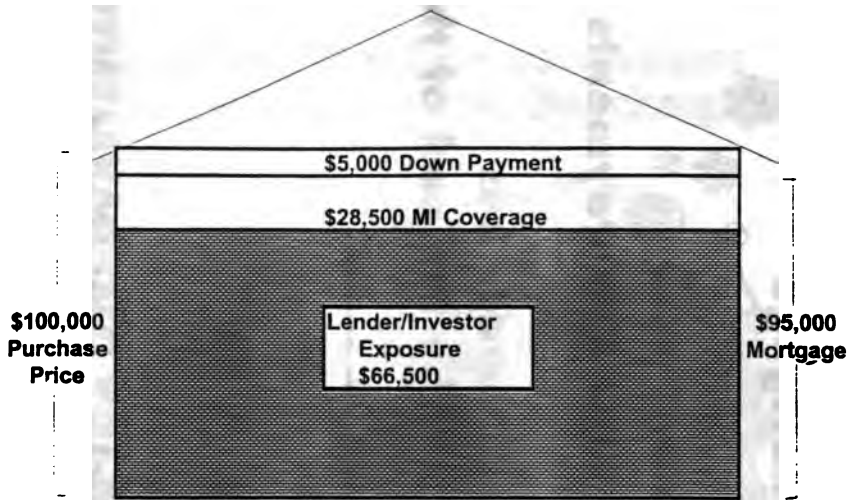 $5,000 Down Payment
$28,500 MI Coverage
$100,000
Purchase
Price
Lender/Investor
Exposure
$66,500
$95,000
Mortgage